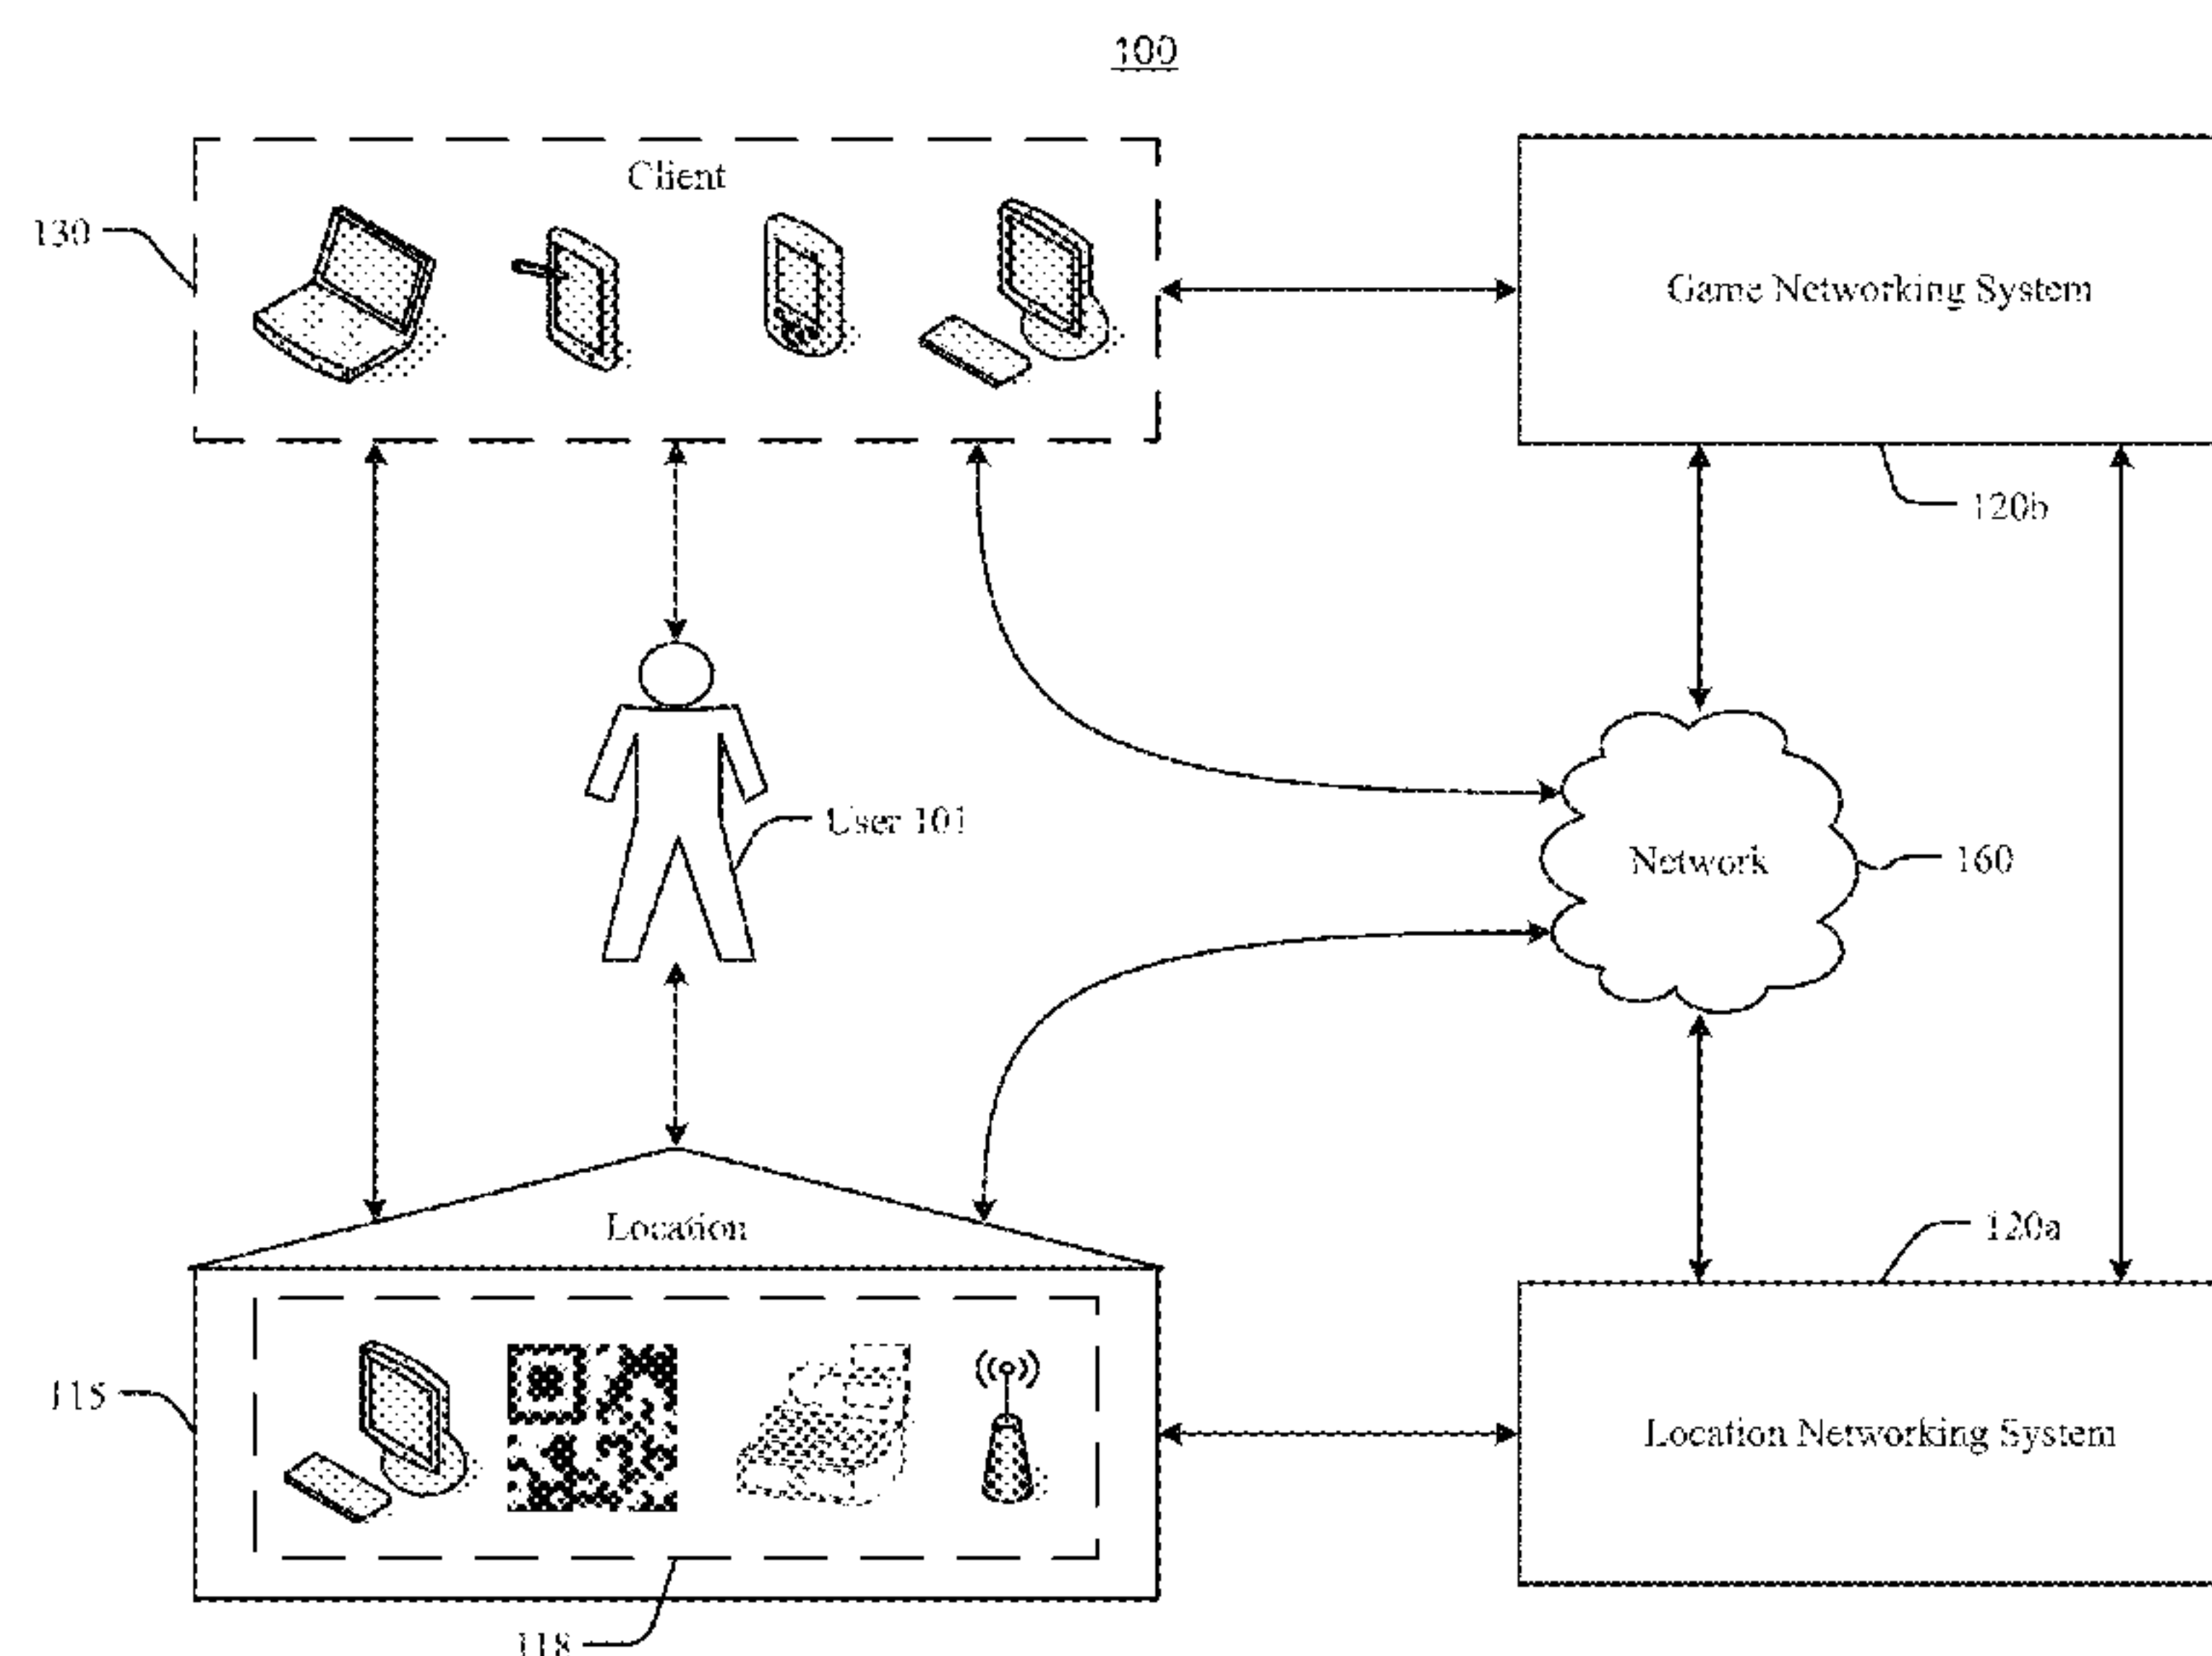 100
Client
130
Game Networking System
120b
User 101
Network
160
Location
120a
115
Location Networking System
118